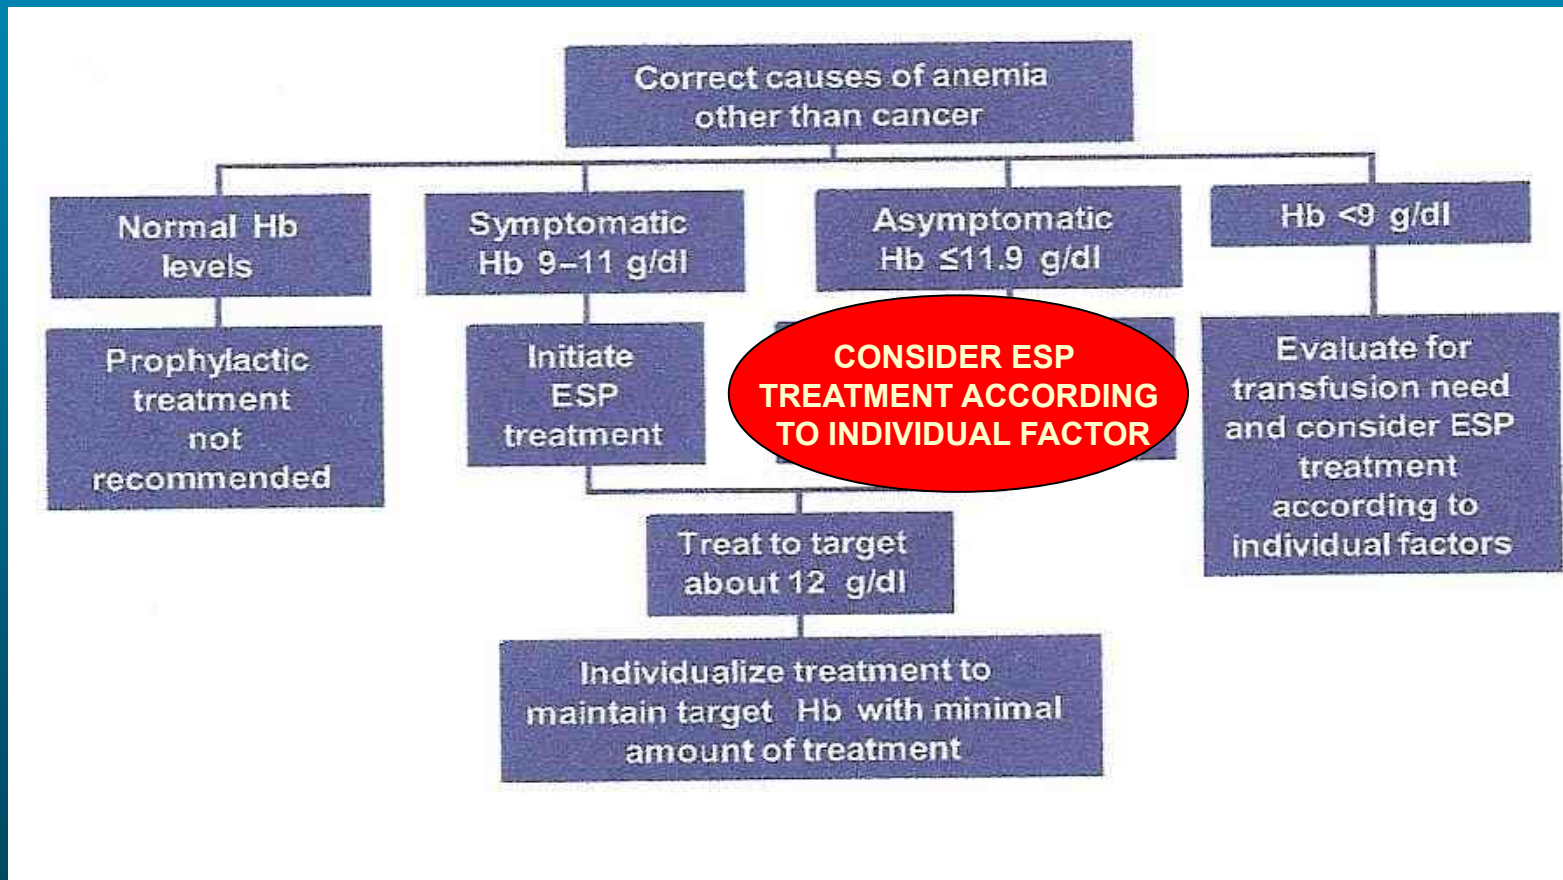 Correct causes of anemia
other than cancer
Normal Hb
levels
Symptomatic
Hb 9–11 g/dl
Asymptomatic
Hb ≤11.9 g/dl
Hb <9 g/dl
Prophylactic
treatment
not
recommended
Initiate
ESP
treatment
CONSIDER ESP
TREATMENT ACCORDING
TO INDIVIDUAL FACTOR
Evaluate for
transfusion need
and consider ESP
treatment
according to
individual factors
Treat to target
about 12 g/dl
Individualize treatment to
maintain target Hb with minimal
amount of treatment